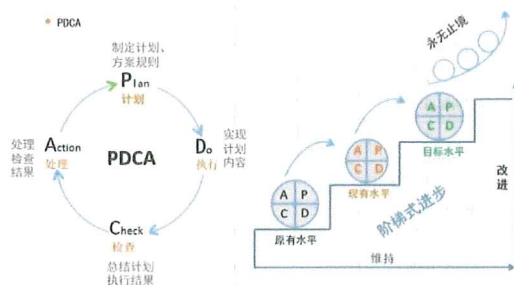 PDCA
制定计划、
方案规则
Plan
计划
Do
执行
实现
计划
内容
Check
检查
总结计划
执行结果
Action
处理
处理
检查
结果
PDCA
永无止境
A P
C D
目标水平
A P
C D
现有水平
A P
C D
原有水平
阶梯式进步
改进
维持